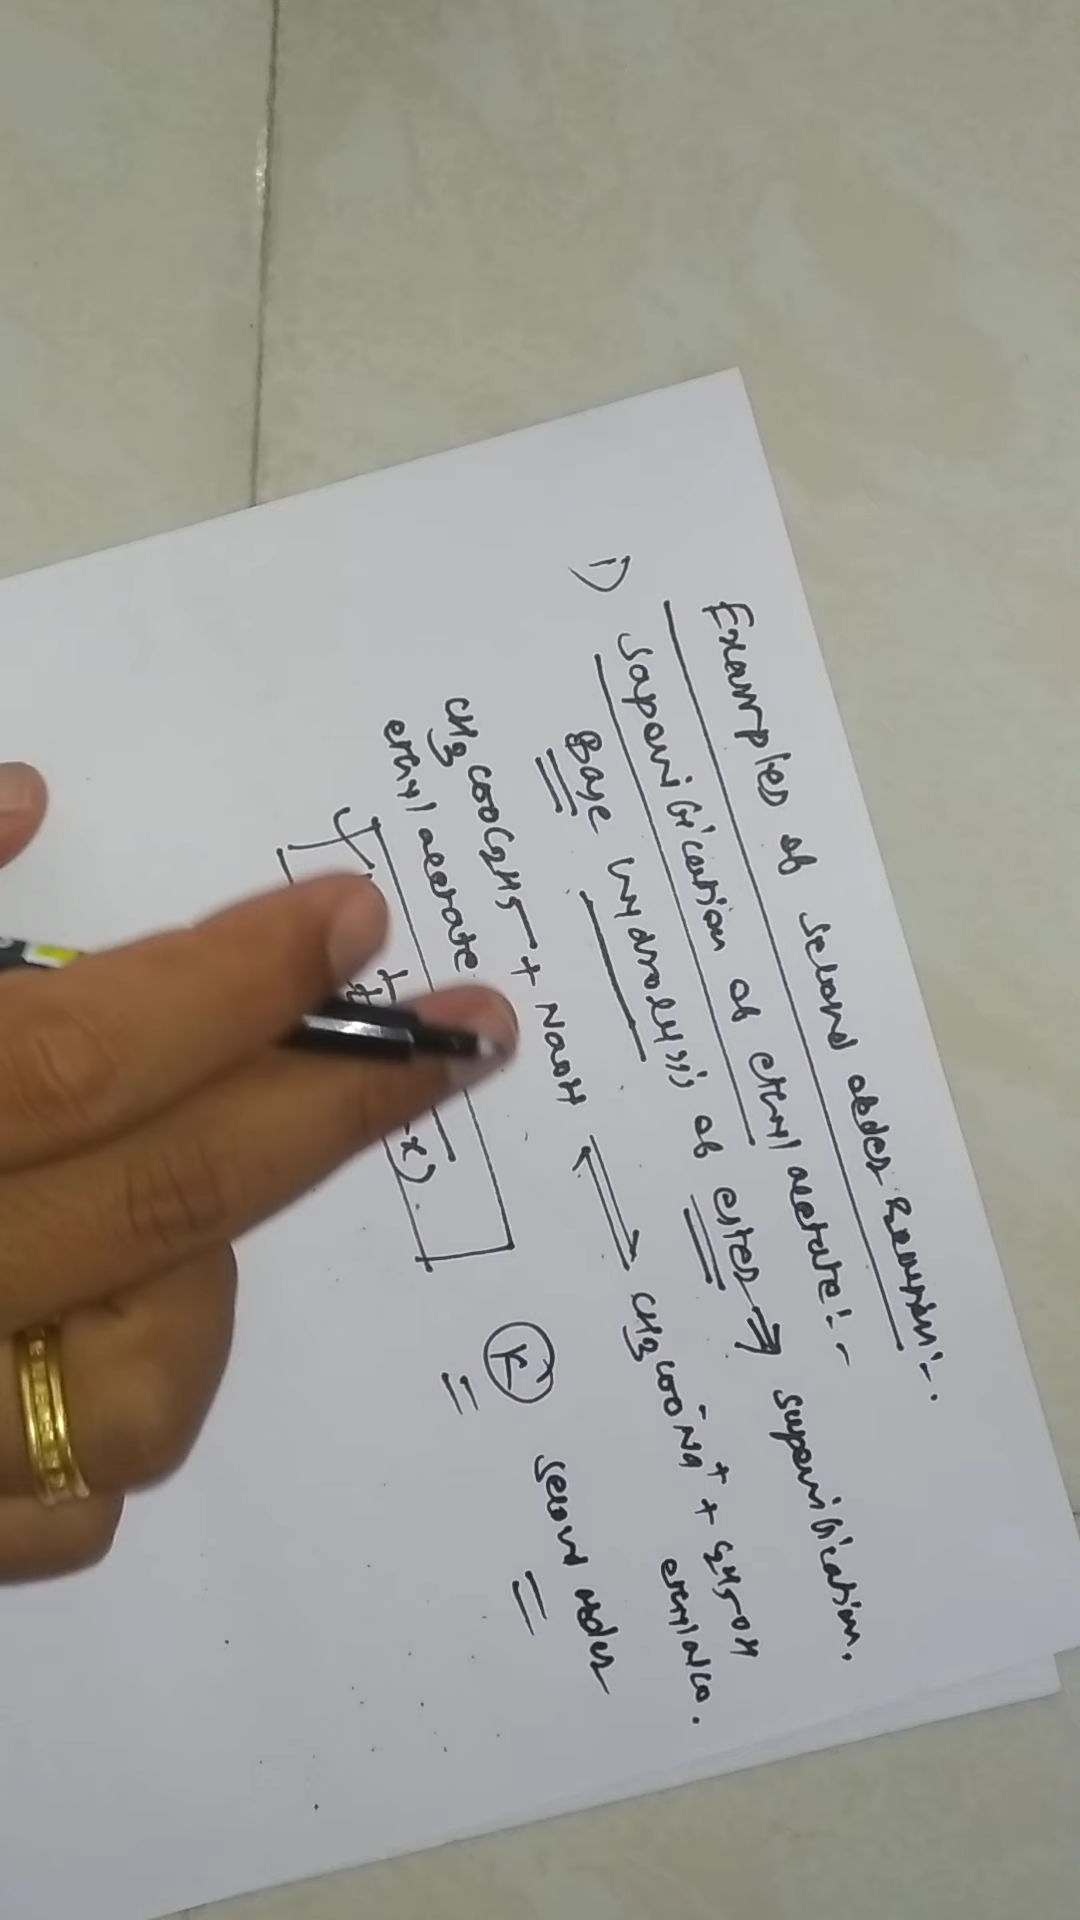 Examples of second order Reaction:-.
1) Saponification of ethyl acetate:-
Base hydrolysis of ester → saponification.
CH3COOC2H5 + NaOH ⇌ CH3COO⁻Na⁺ + C2H5OH
ethyl acetate ethyl alco.
-x).
K second order